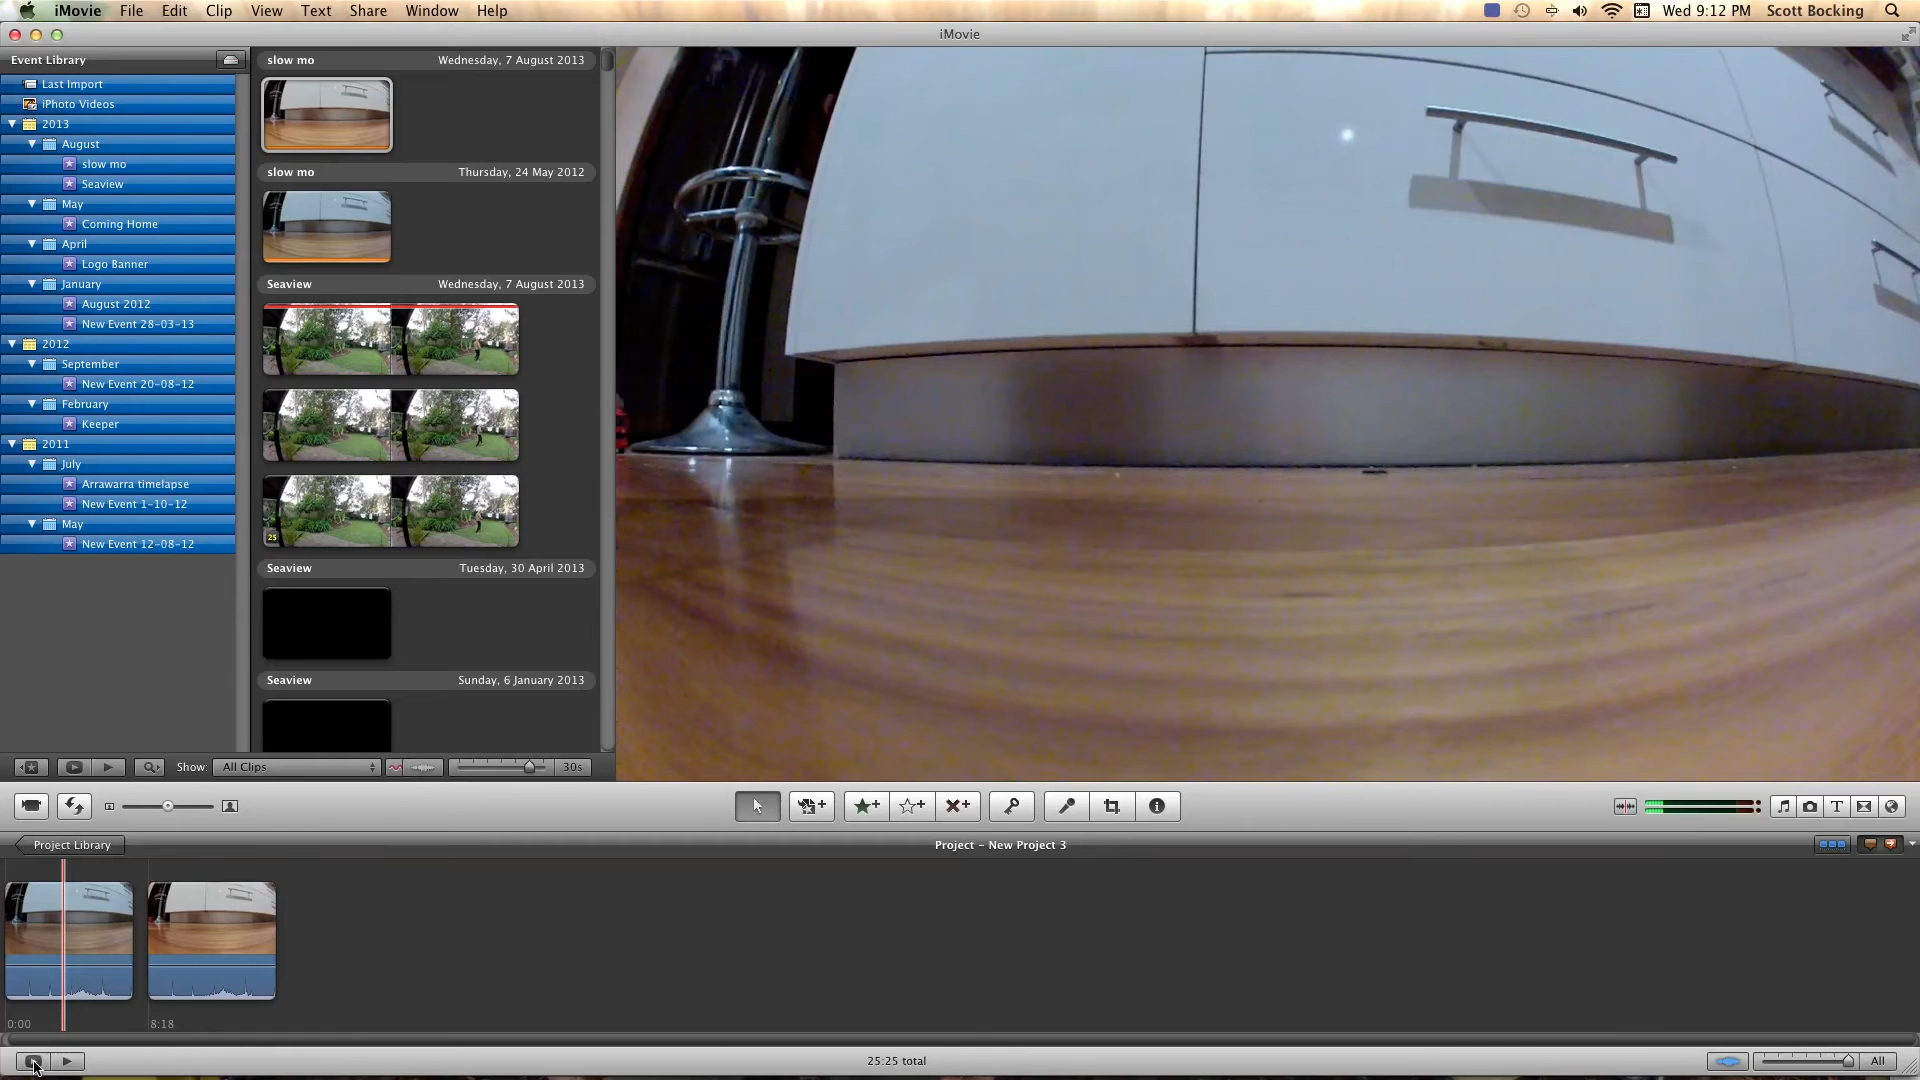 iMovie File Edit Clip View Text Share Window Help Wed 9:12 PM Scott Bocking
iMovie
Event Library
Last Import
iPhoto Videos
2013
August
slow mo
Seaview
May
Coming Home
April
Logo Banner
January
August 2012
New Event 28-03-13
2012
September
New Event 20-08-12
February
Keeper
2011
July
Arrawarra timelapse
New Event 1-10-12
May
New Event 12-08-12
slow mo Wednesday, 7 August 2013
slow mo Thursday, 24 May 2012
Seaview Wednesday, 7 August 2013
25
Seaview Tuesday, 30 April 2013
Seaview Sunday, 6 January 2013
Show: All Clips 30s
Project Library
Project - New Project 3
0:00 8:18
25:25 total
All